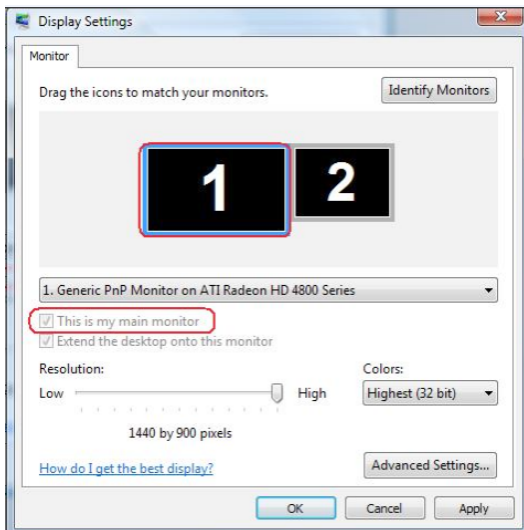 Display Settings
Monitor
Drag the icons to match your monitors.
Identify Monitors
1 2
1. Generic PnP Monitor on ATI Radeon HD 4800 Series
This is my main monitor
Extend the desktop onto this monitor
Resolution:
Colors:
Low High
Highest (32 bit)
1440 by 900 pixels
How do I get the best display?
Advanced Settings...
OK Cancel Apply